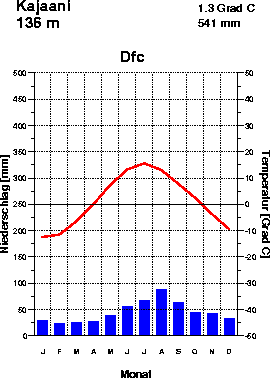 Kajaani 1.3 Grad C
136 m 541 mm
Dfc
500 50
450 40
400 30
350 20
300 10
250 0
200 -10
150 -20
100 -30
50 -40
0 -50
Niederschlag [mm]
Temperatur [Grad C]
J F M A M J J A S O N D
Monat